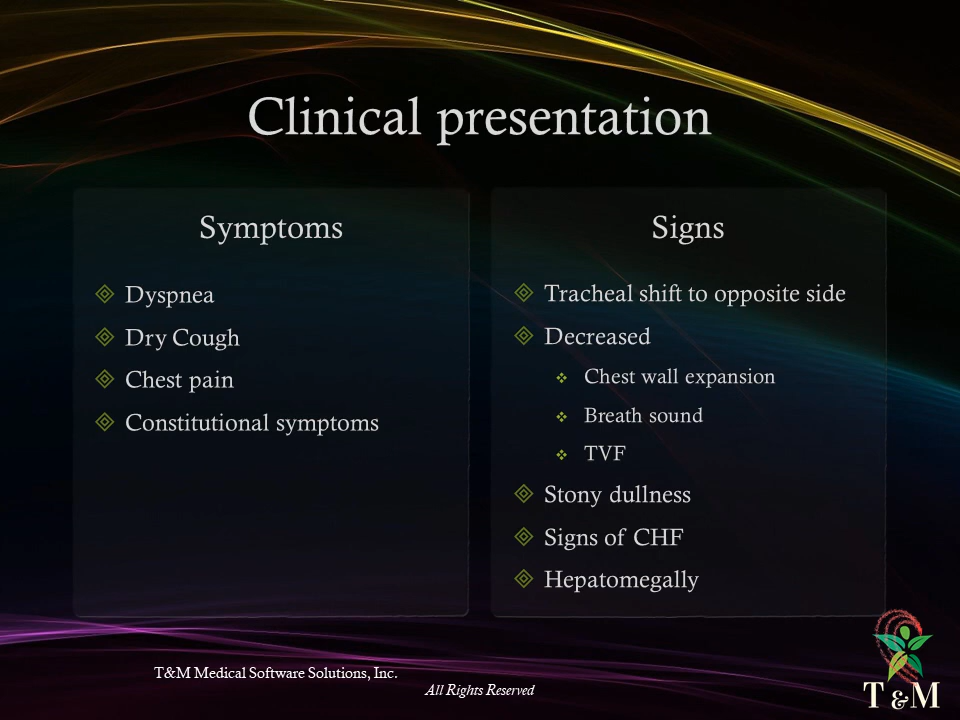 Clinical presentation
Symptoms
Dyspnea
Dry Cough
Chest pain
Constitutional symptoms
Signs
Tracheal shift to opposite side
Decreased
Chest wall expansion
Breath sound
TVF
Stony dullness
Signs of CHF
Hepatomegally
T&M Medical Software Solutions, Inc.
All Rights Reserved
T & M